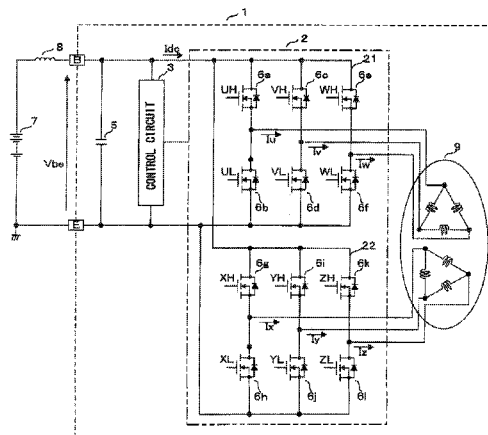 1
8
B
idc
2
3
21
6a
6c
6e
UH
VH
WH
Iu
Iv
Iw
9
7
Vbe
5
CONTROL CIRCUIT
UL
VL
WL
6b
6d
6f
E
22
6g
6i
6k
XH
YH
ZH
Ix
Iy
Iz
XL
YL
ZL
6h
6j
6l